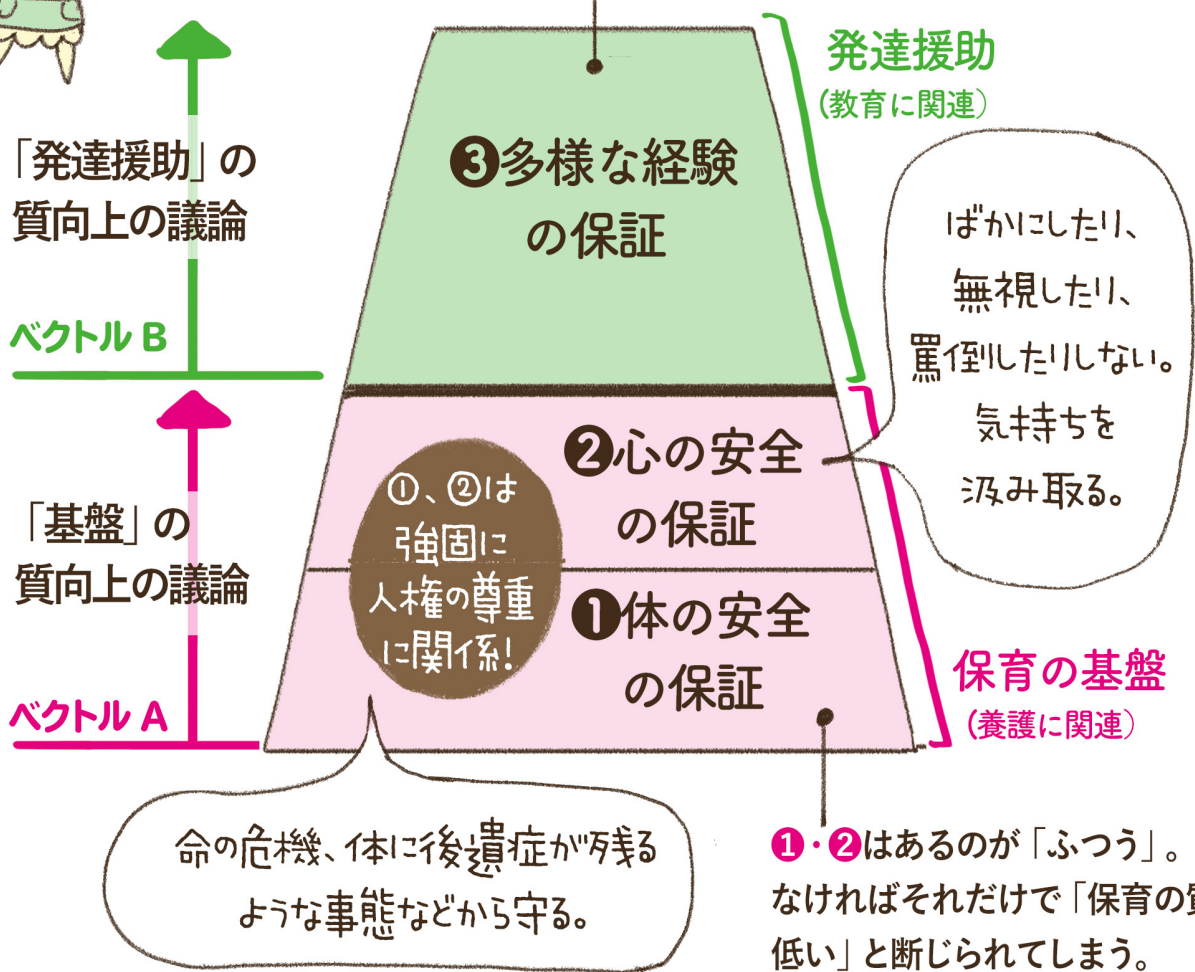 発達援助
(教育に関連)
「発達援助」の
質向上の議論
ベクトル B
❸多様な経験
の保証
ばかにしたり、
無視したり、
罵倒したりしない。
気持ちを
汲み取る。
「基盤」の
質向上の議論
ベクトル A
①、②は
強固に
人権の尊重
に関係!
❷心の安全
の保証
❶体の安全
の保証
保育の基盤
(養護に関連)
命の危機、体に後遺症が残る
ような事態などから守る。
❶・❷はあるのが「ふつう」。
なければそれだけで「保育の質
低い」と断じられてしまう。